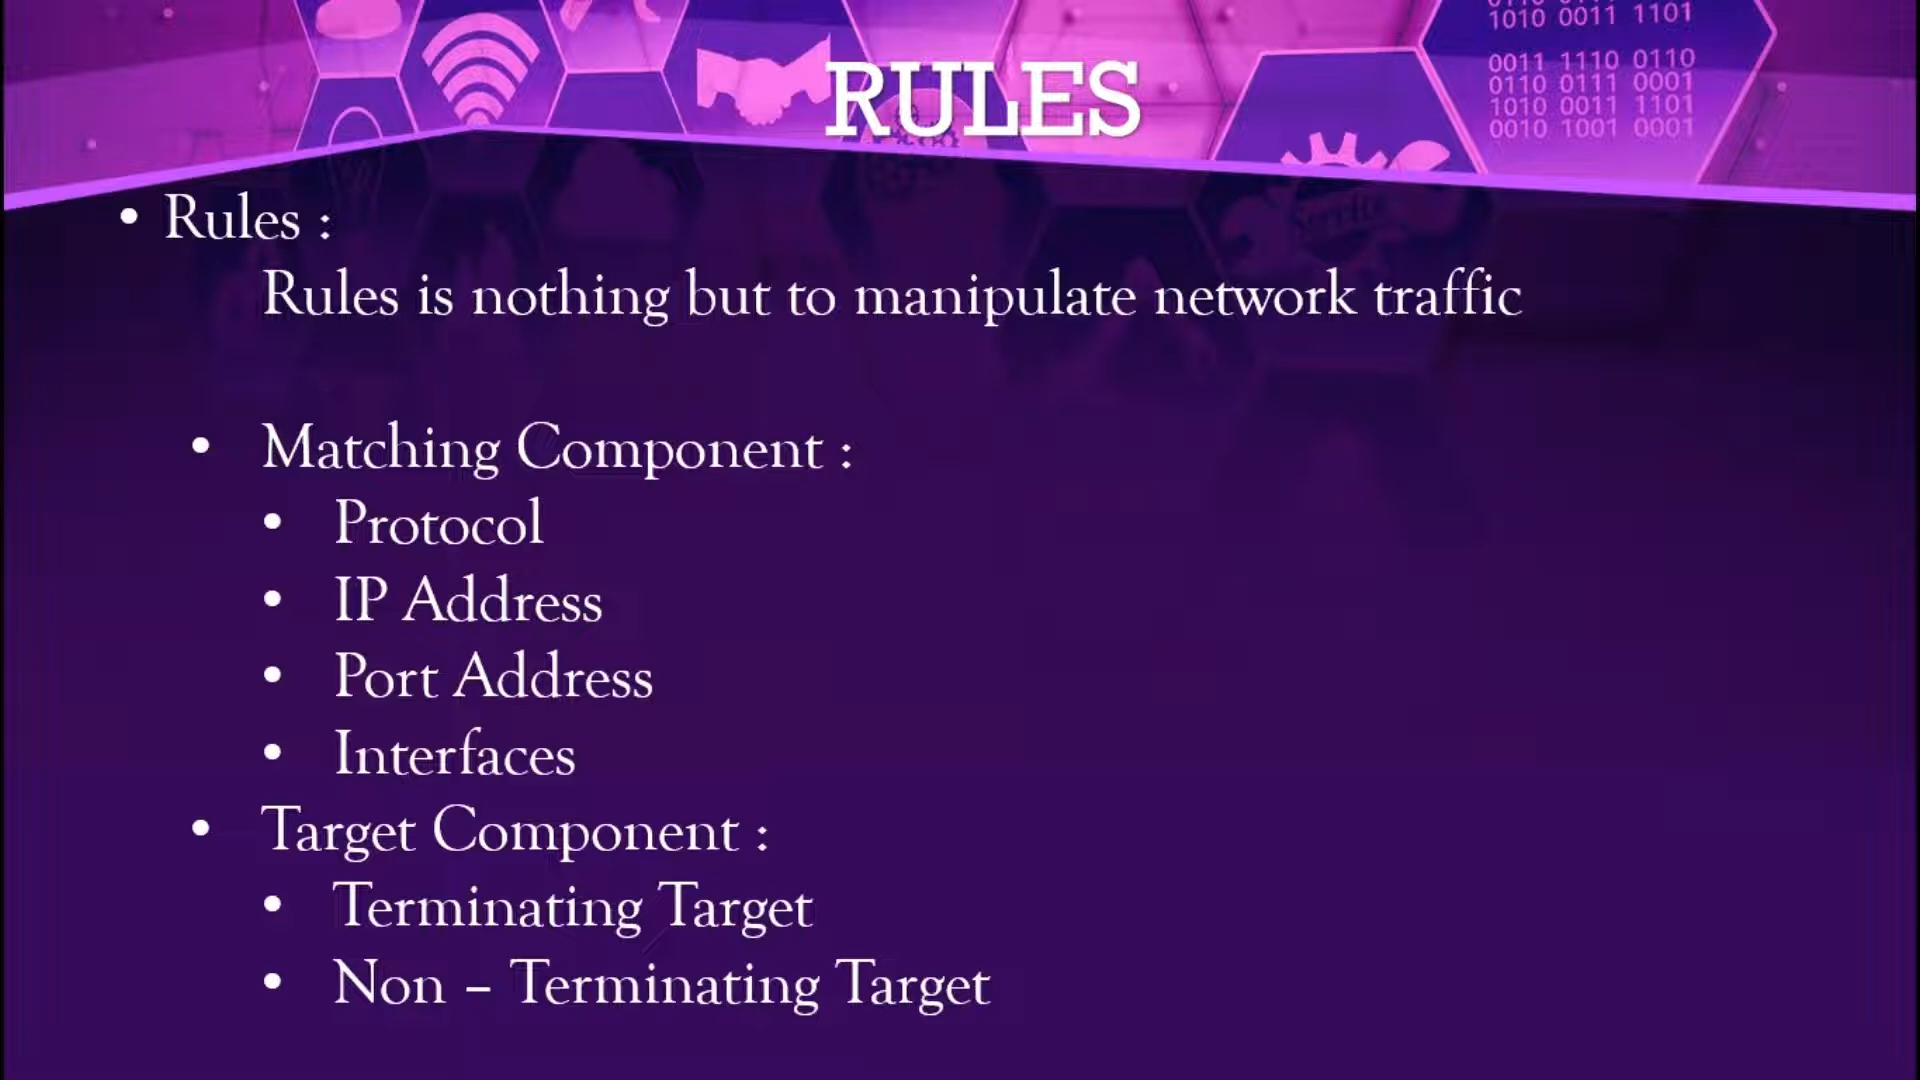 1010 0011 1101
0011 1110 0110
0110 0111 0001
1010 0011 1101
0010 1001 0001
RULES
• Rules :
Rules is nothing but to manipulate network traffic
• Matching Component :
• Protocol
• IP Address
• Port Address
• Interfaces
• Target Component :
• Terminating Target
• Non – Terminating Target